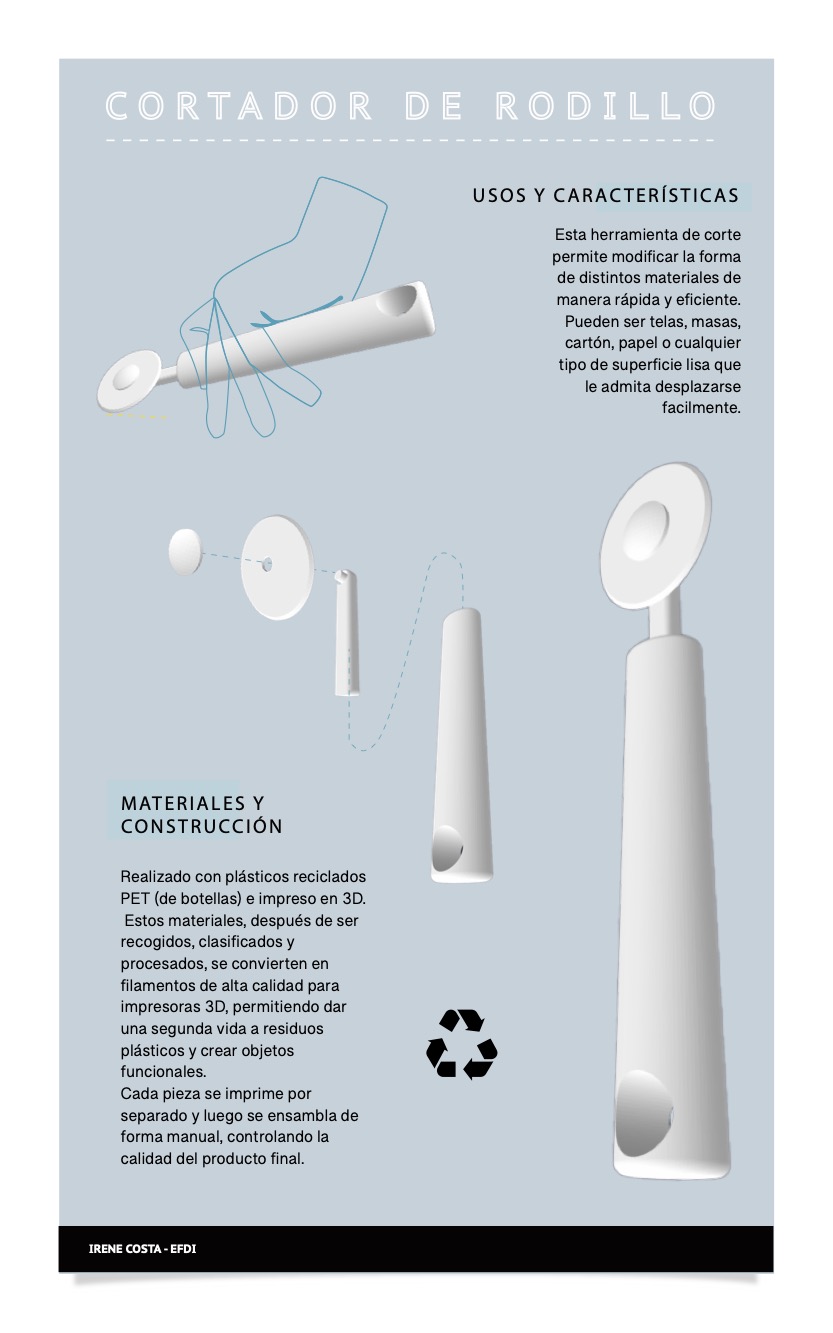 CORTADOR DE RODILLO
USOS Y CARACTERÍSTICAS
Esta herramienta de corte
permite modificar la forma
de distintos materiales de
manera rápida y eficiente.
Pueden ser telas, masas,
cartón, papel o cualquier
tipo de superficie lisa que
le admita desplazarse
facilmente.
MATERIALES Y
CONSTRUCCIÓN
Realizado con plásticos reciclados
PET (de botellas) e impreso en 3D.
Estos materiales, después de ser
recogidos, clasificados y
procesados, se convierten en
filamentos de alta calidad para
impresoras 3D, permitiendo dar
una segunda vida a residuos
plásticos y crear objetos
funcionales.
Cada pieza se imprime por
separado y luego se ensambla de
forma manual, controlando la
calidad del producto final.
IRENE COSTA - EFDI